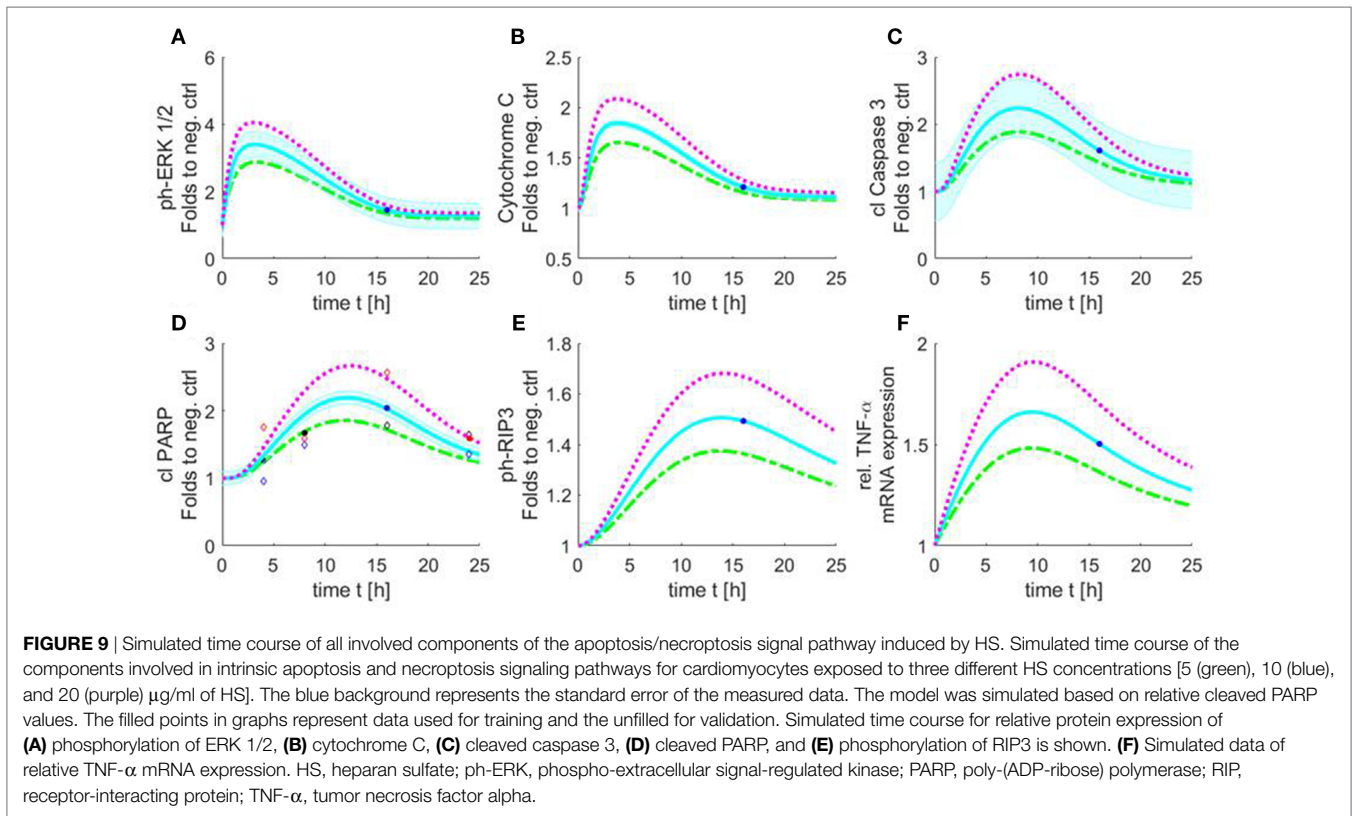 A
B
C
6
4
2
0
ph-ERK 1/2
Folds to neg. ctrl
0 5 10 15 20 25
time t [h]
2.5
2
1.5
1
0.5
Cytochrome C
Folds to neg. ctrl
0 5 10 15 20 25
time t [h]
3
2
1
0
cl Caspase 3
Folds to neg. ctrl
0 5 10 15 20 25
time t [h]
D
E
F
3
2
1
0
cl PARP
Folds to neg. ctrl
0 5 10 15 20 25
time t [h]
1.8
1.6
1.4
1.2
1
ph-RIP3
Folds to neg. ctrl
0 5 10 15 20 25
time t [h]
2
1.5
1
rel. TNF-α
mRNA expression
0 5 10 15 20 25
time t [h]
FIGURE 9 | Simulated time course of all involved components of the apoptosis/necroptosis signal pathway induced by HS. Simulated time course of the
components involved in intrinsic apoptosis and necroptosis signaling pathways for cardiomyocytes exposed to three different HS concentrations [5 (green), 10 (blue),
and 20 (purple) μg/ml of HS]. The blue background represents the standard error of the measured data. The model was simulated based on relative cleaved PARP
values. The filled points in graphs represent data used for training and the unfilled for validation. Simulated time course for relative protein expression of
(A) phosphorylation of ERK 1/2, (B) cytochrome C, (C) cleaved caspase 3, (D) cleaved PARP, and (E) phosphorylation of RIP3 is shown. (F) Simulated data of
relative TNF-α mRNA expression. HS, heparan sulfate; ph-ERK, phospho-extracellular signal-regulated kinase; PARP, poly-(ADP-ribose) polymerase; RIP,
receptor-interacting protein; TNF-α, tumor necrosis factor alpha.